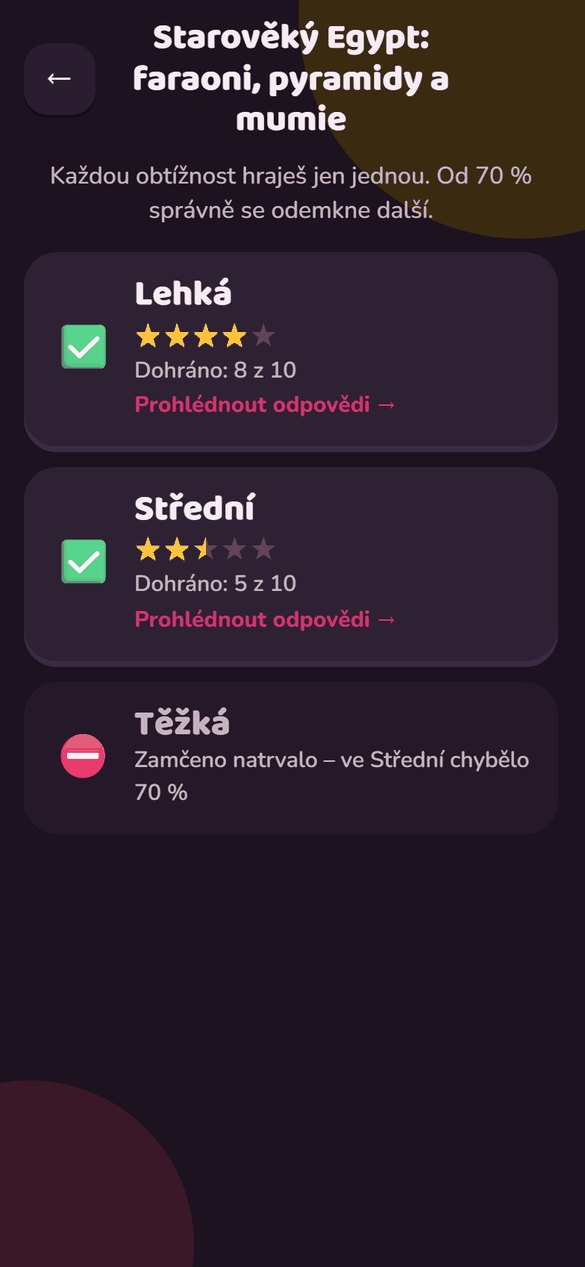 ←
Starověký Egypt:
faraoni, pyramidy a
mumie
Každou obtížnost hraješ jen jednou. Od 70 %
správně se odemkne další.
Lehká
Dohráno: 8 z 10
Prohlédnout odpovědi →
Střední
Dohráno: 5 z 10
Prohlédnout odpovědi →
Těžká
Zamčeno natrvalo – ve Střední chybělo
70 %